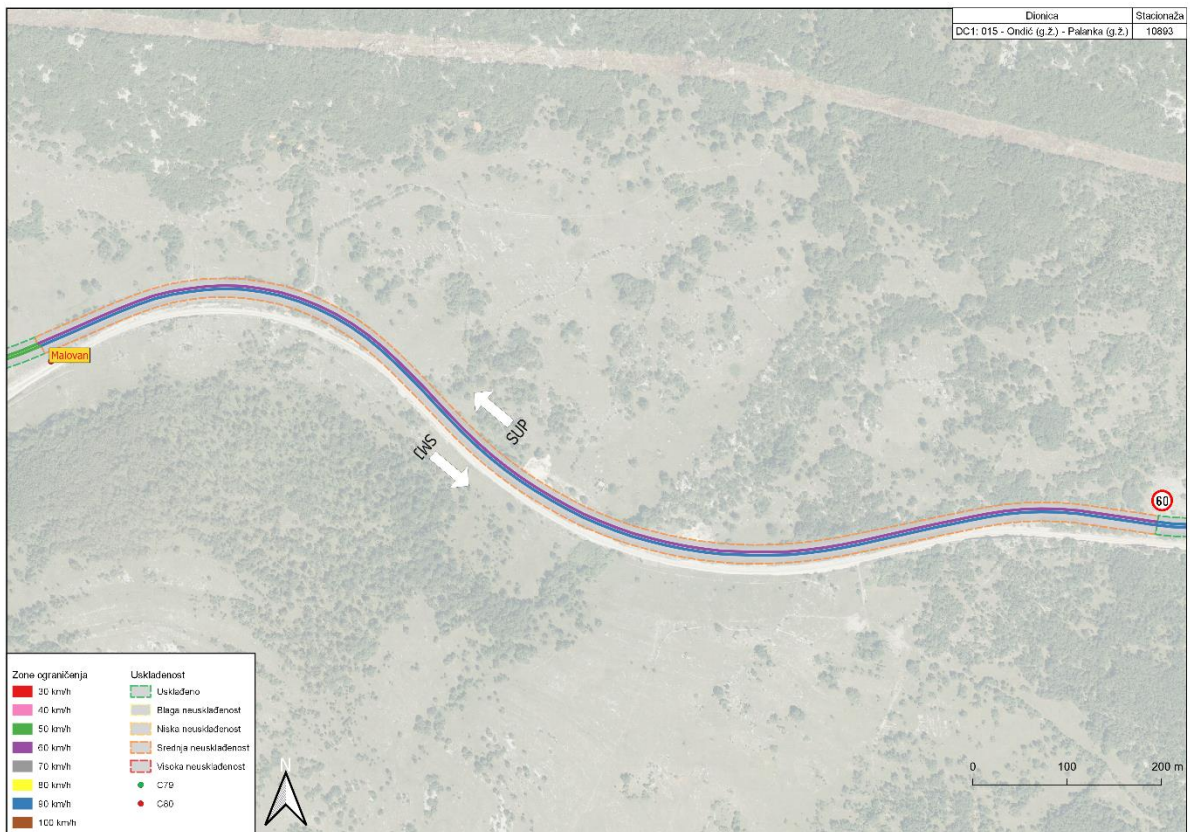 Dionica Stacionaža
DC1: 015 - Ondić (g.ž.) - Palanka (g.ž.) 10893
Malovan
SUP
SMJ
60
Zone ograničenja
30 km/h
40 km/h
50 km/h
60 km/h
70 km/h
80 km/h
90 km/h
100 km/h
Usklađenost
Usklađeno
Blaga neusklađenost
Niska neusklađenost
Srednja neusklađenost
Visoka neusklađenost
C79
C80
N
0 100 200 m